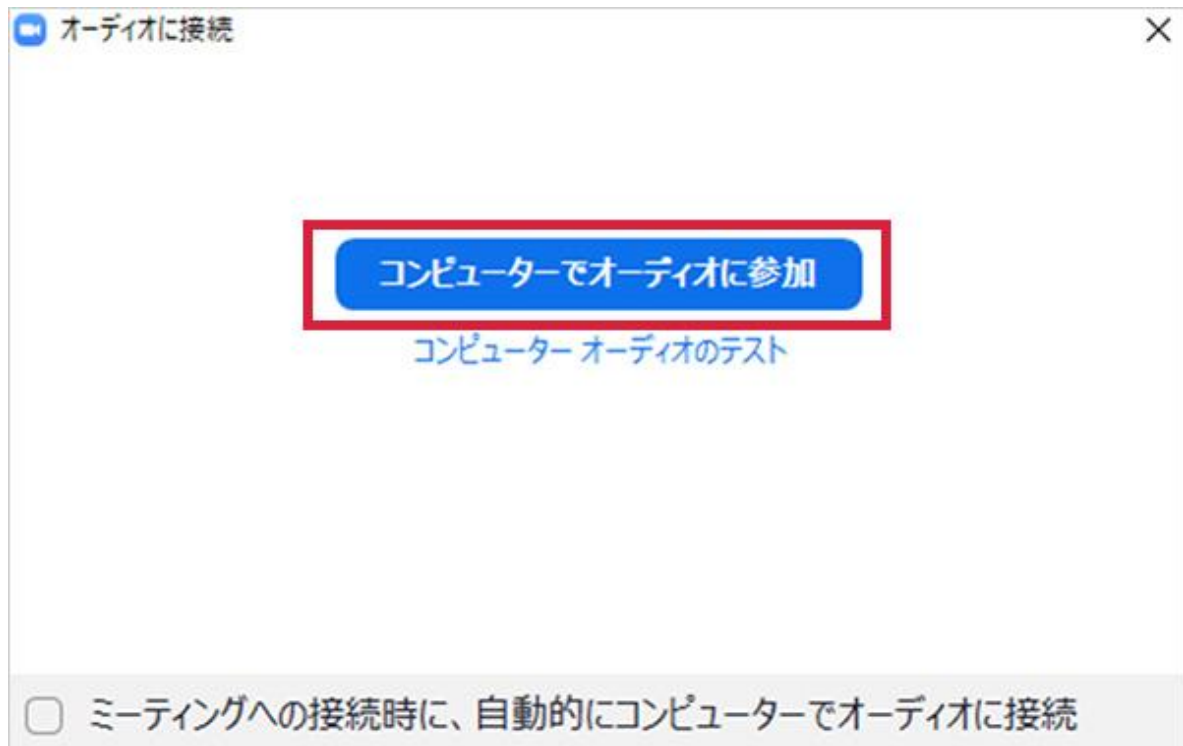 オーディオに接続
コンピューターでオーディオに参加
コンピューター オーディオのテスト
ミーティングへの接続時に、自動的にコンピューターでオーディオに接続